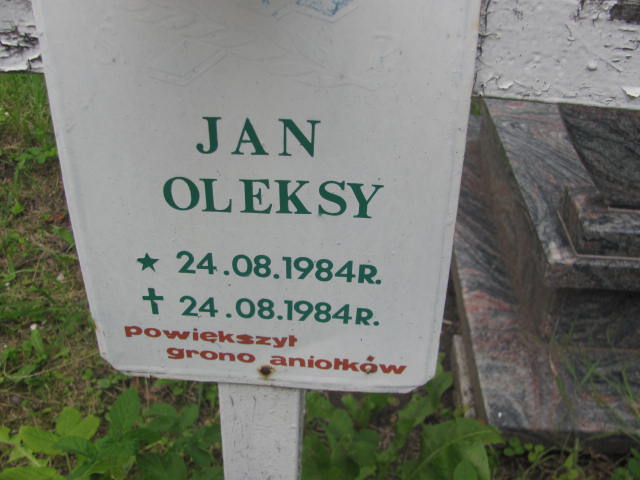 JAN
OLEKSY
★ 24.08.1984R.
✝ 24.08.1984R.
powiększył
grono aniołków